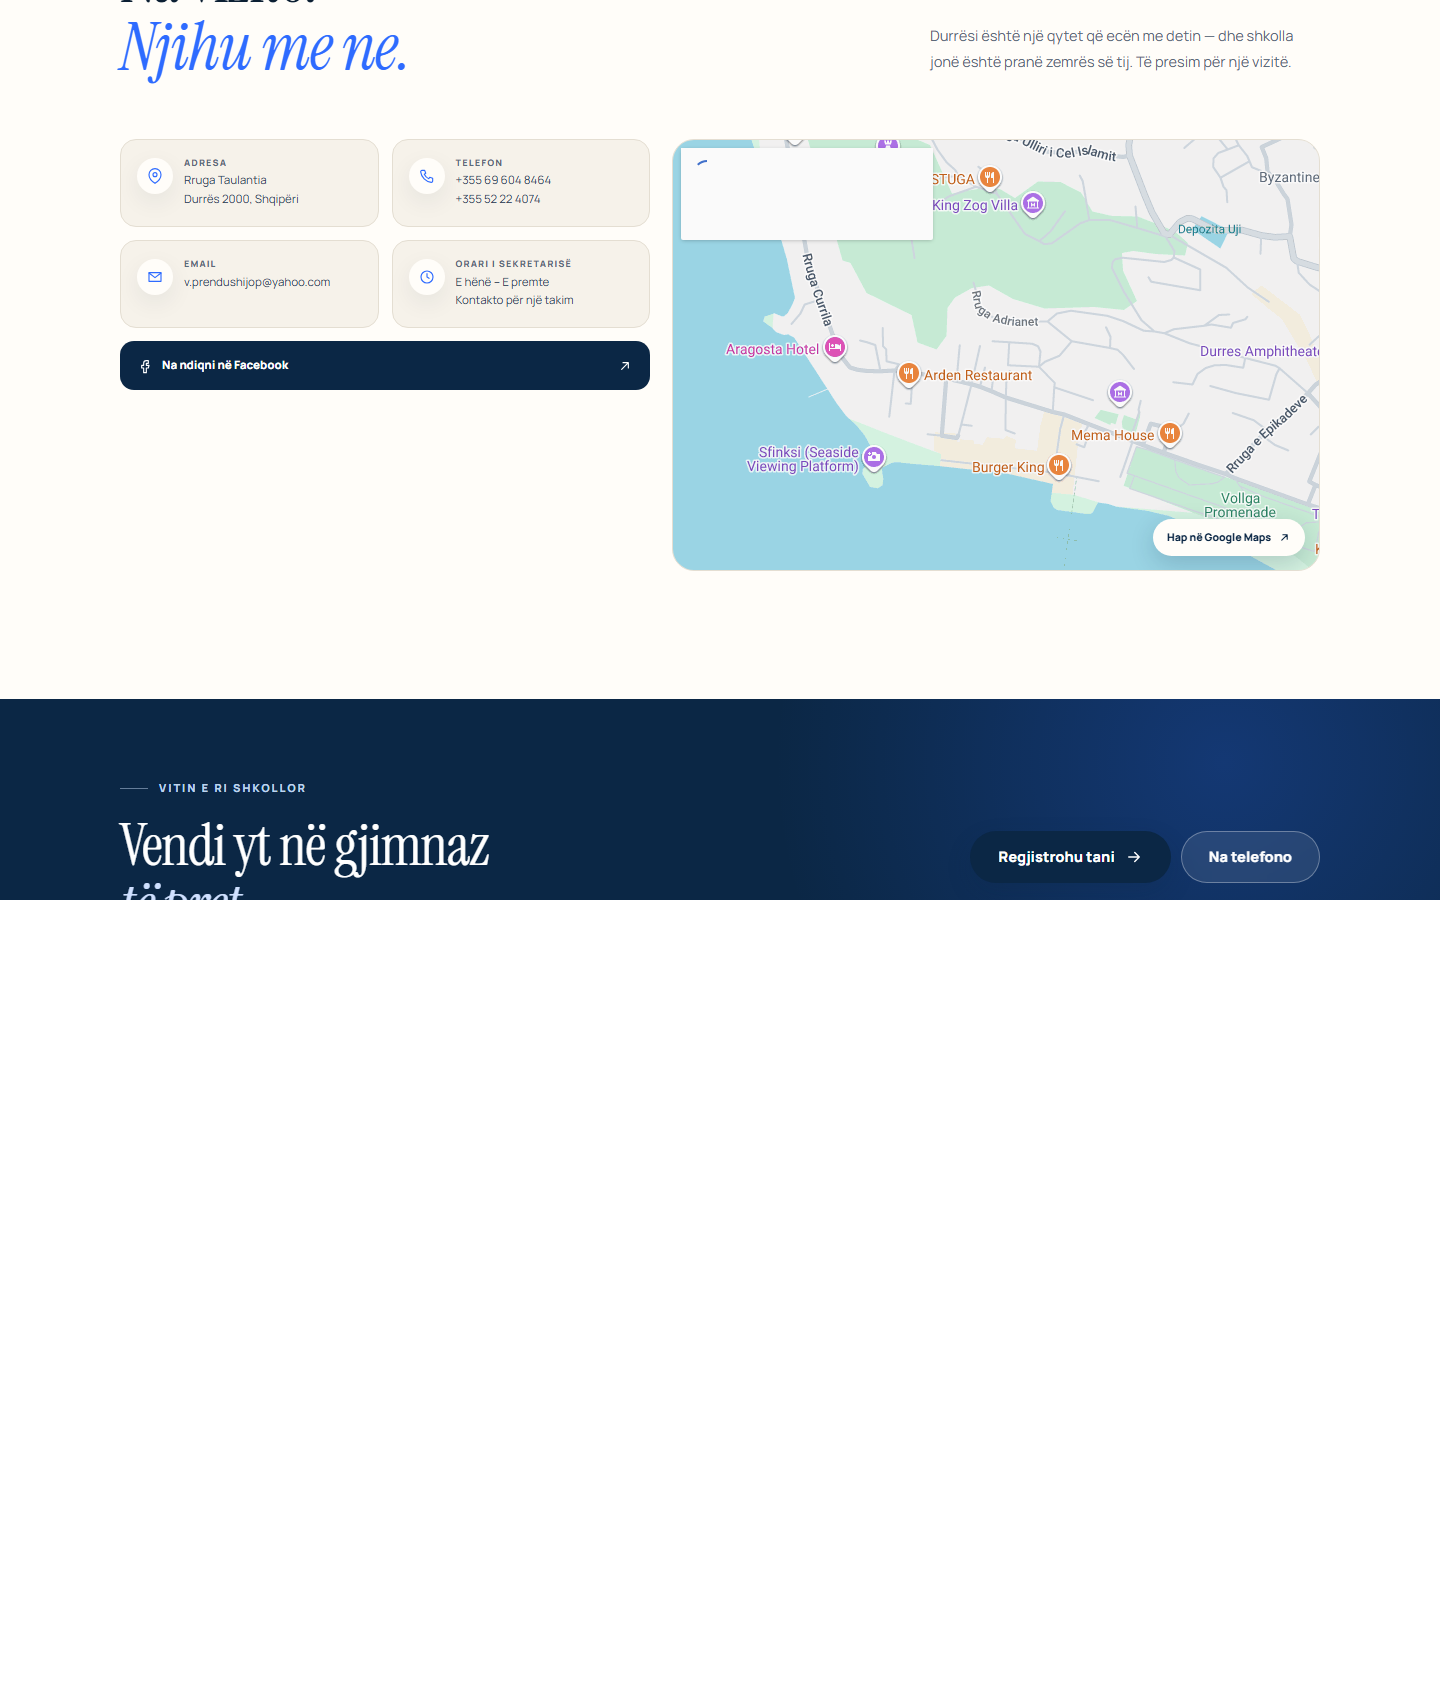 Njihu me ne.
Durrësi është një qytet që ecën me detin — dhe shkolla
jonë është pranë zemrës së tij. Të presim për një vizitë.
ADRESA
Rruga Taulantia
Durrës 2000, Shqipëri
TELEFON
+355 69 604 8464
+355 52 22 4074
EMAIL
v.prendushijop@yahoo.com
ORARI I SEKRETARISË
E hënë – E premte
Kontakto për një takim
Na ndiqni në Facebook
Ulliri i Cel Islamit
STUGA
King Zog Villa
Byzantine
Depozita Uji
Rruga Currila
Rruga Adrianet
Aragosta Hotel
Arden Restaurant
Durres Amphitheat
Mema House
Rruga e Epikadeve
Sfinksi (Seaside
Viewing Platform)
Burger King
Vollga
Promenade
Hap në Google Maps
VITIN E RI SHKOLLOR
Vendi yt në gjimnaz
të pret
Regjistrohu tani
Na telefono